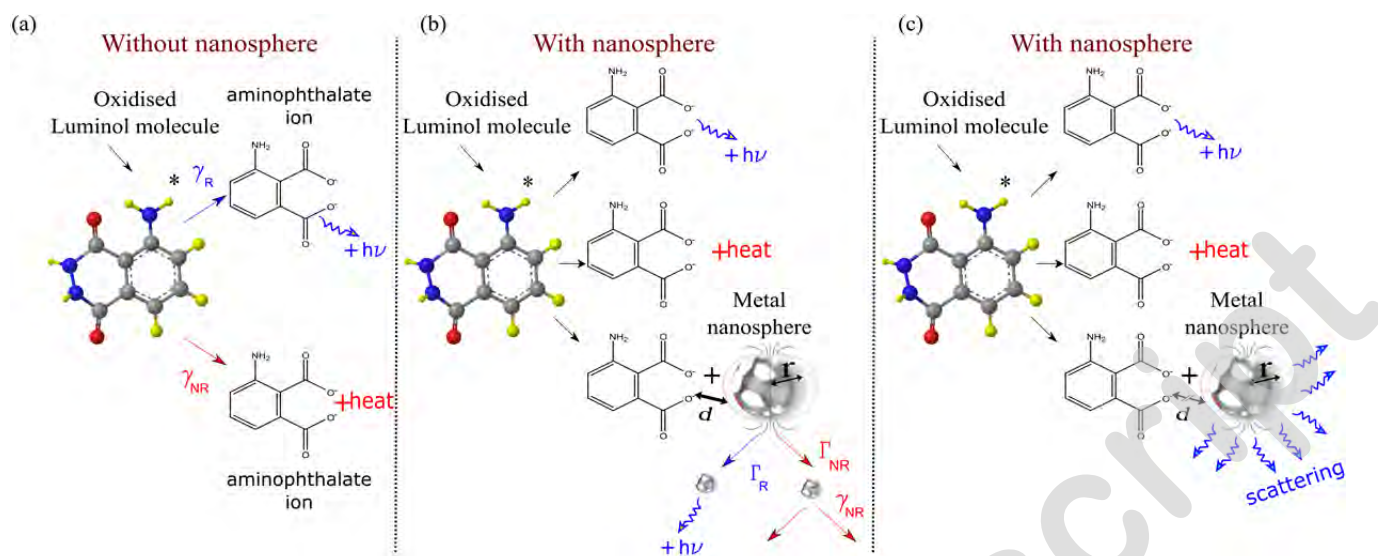 (a)
Without nanosphere
Oxidised
Luminol molecule
aminophthalate
ion
*
γR
NH2
O
O-
O-
O
+hν
γNR
NH2
O
O-
O-
O
+heat
aminophthalate
ion
(b)
With nanosphere
Oxidised
Luminol molecule
*
NH2
O
O-
O-
O
+hν
NH2
O
O-
O-
O
+heat
Metal
nanosphere
NH2
O
O-
O-
O
+
r
d
ΓR
ΓNR
γNR
+hν
(c)
With nanosphere
Oxidised
Luminol molecule
*
NH2
O
O-
O-
O
+hν
NH2
O
O-
O-
O
+heat
Metal
nanosphere
NH2
O
O-
O
O
+
r
d
scattering
script